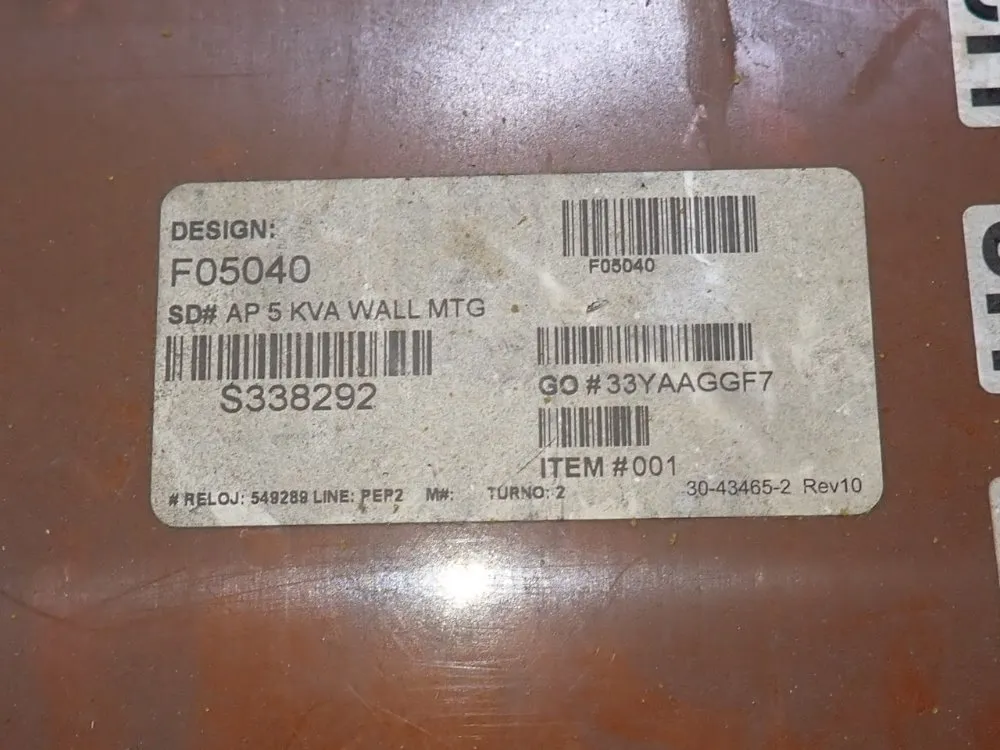 DESIGN:
F05040
SD# AP 5 KVA WALL MTG
S338292
F05040
GO # 33YAAGGF7
ITEM # 001
# RELOJ: 549289 LINE: PEP2 M#: TURNO: 2
30-43465-2 Rev10